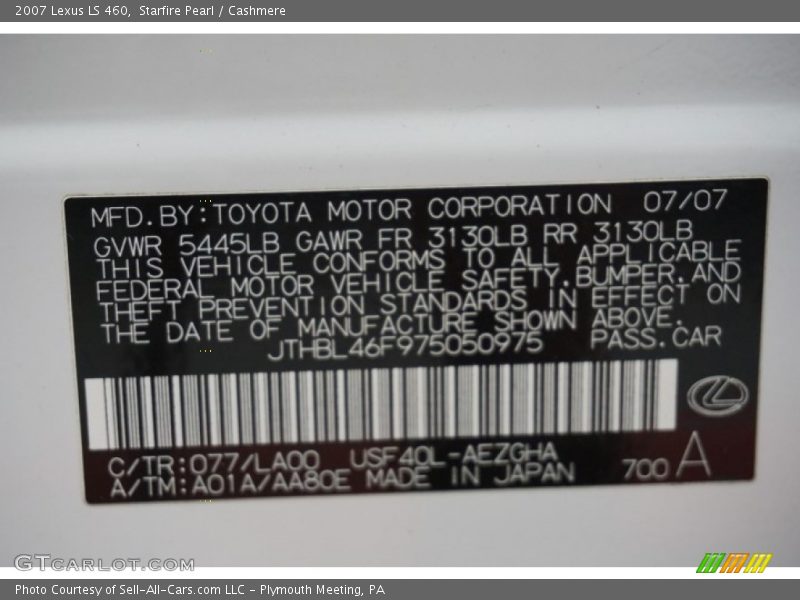 2007 Lexus LS 460, Starfire Pearl / Cashmere
MFD.BY:TOYOTA MOTOR CORPORATION 07/07
GVWR 5445LB GAWR FR 3130LB RR 3130LB
THIS VEHICLE CONFORMS TO ALL APPLICABLE
FEDERAL MOTOR VEHICLE SAFETY,BUMPER,AND
THEFT PREVENTION STANDARDS IN EFFECT ON
THE DATE OF MANUFACTURE SHOWN ABOVE.
JTHBL46F975050975 PASS.CAR
C/TR:077/LA00 USF40L-AEZGHA
A/TM:A01A/AA80E MADE IN JAPAN 700 A
GTCARLOT.COM
Photo Courtesy of Sell-All-Cars.com LLC - Plymouth Meeting, PA